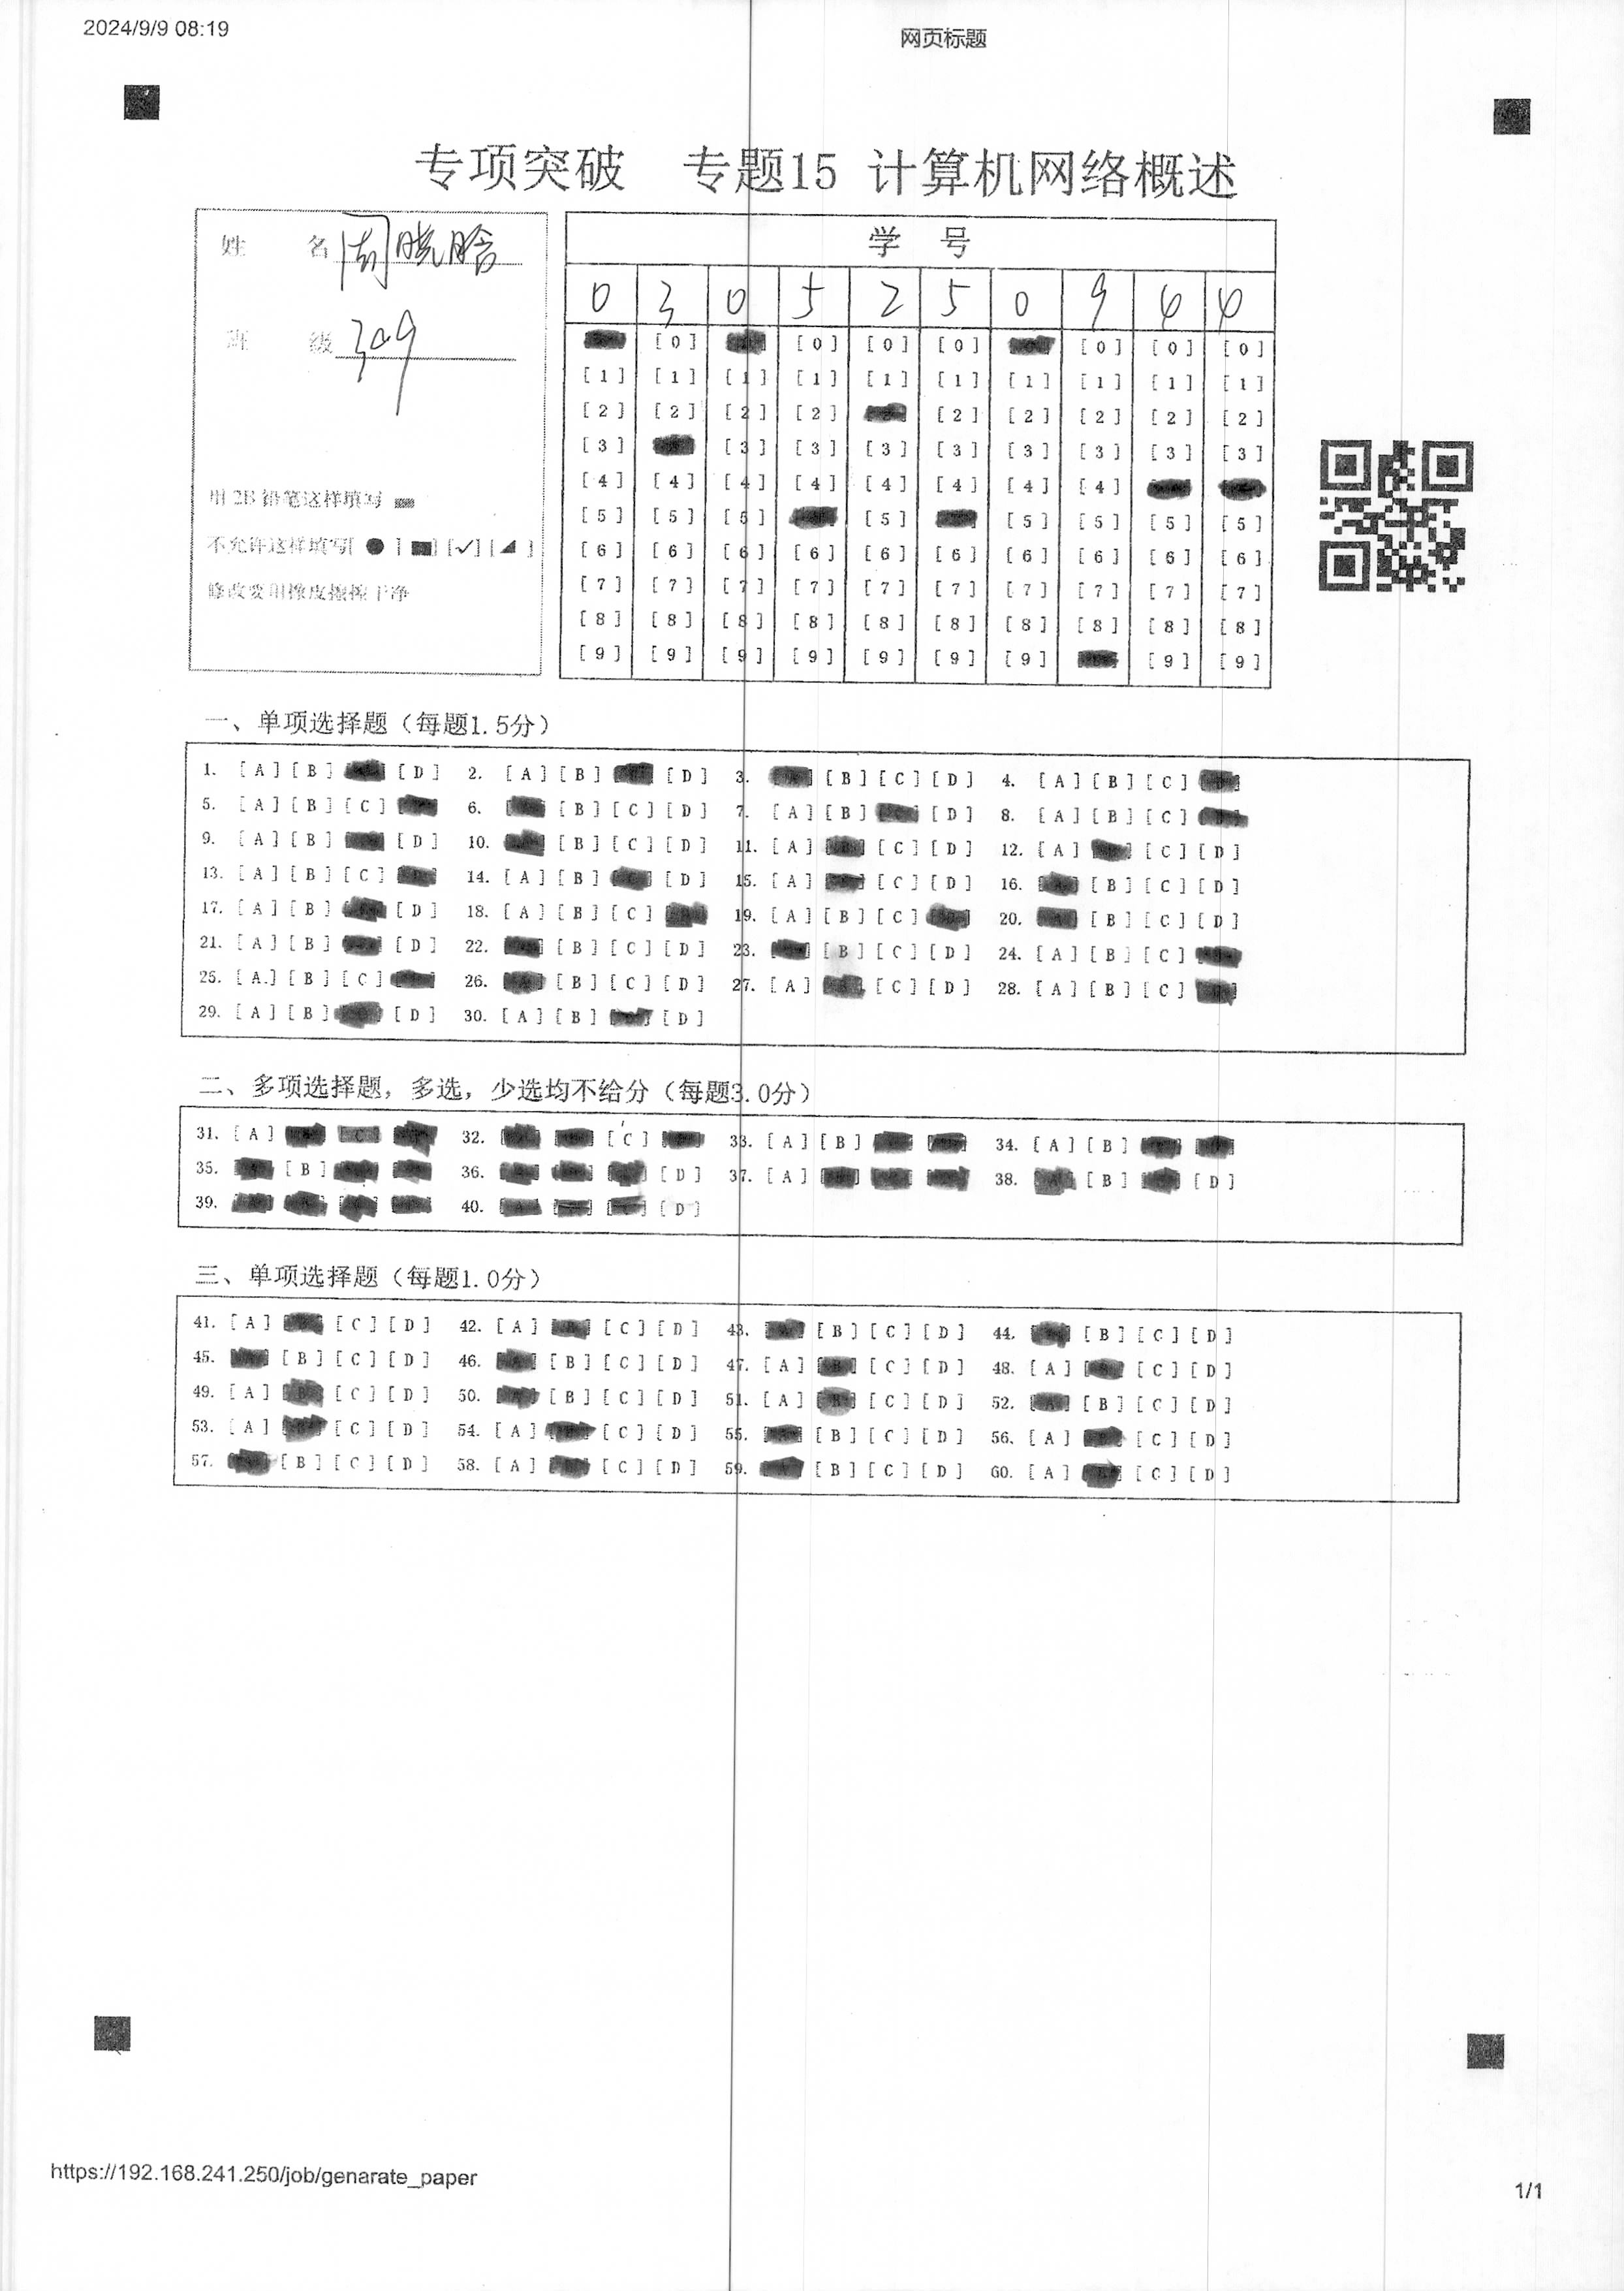 2024/9/9 08:19
网页标题
专项突破 专题15 计算机网络概述
姓 名 周晓晗
班 级 309
用 2B 铅笔这样填写
不允许这样填写[ ● ] [■] [✓] [◢ ]
修改要用橡皮擦擦干净
学 号
0 3 0 5 2 5 0 9 4 4
[0] [0] [0] [0] [0] [0] [0]
[1] [1] [1] [1] [1] [1] [1] [1] [1] [1]
[2] [2] [2] [2] [2] [2] [2] [2] [2]
[3] [3] [3] [3] [3] [3] [3] [3] [3]
[4] [4] [4] [4] [4] [4] [4] [4]
[5] [5] [5] [5] [5] [5] [5] [5]
[6] [6] [6] [6] [6] [6] [6] [6] [6] [6]
[7] [7] [7] [7] [7] [7] [7] [7] [7] [7]
[8] [8] [8] [8] [8] [8] [8] [8] [8] [8]
[9] [9] [9] [9] [9] [9] [9] [9] [9]
一、单项选择题（每题1.5分）
1. [A] [B] [D] 2. [A] [B] [D] 3. [B] [C] [D] 4. [A] [B] [C]
5. [A] [B] [C] 6. [B] [C] [D] 7. [A] [B] [D] 8. [A] [B] [C]
9. [A] [B] [D] 10. [B] [C] [D] 11. [A] [C] [D] 12. [A] [C] [D]
13. [A] [B] [C] 14. [A] [B] [D] 15. [A] [C] [D] 16. [B] [C] [D]
17. [A] [B] [D] 18. [A] [B] [C] 19. [A] [B] [C] 20. [B] [C] [D]
21. [A] [B] [D] 22. [B] [C] [D] 23. [B] [C] [D] 24. [A] [B] [C]
25. [A] [B] [C] 26. [B] [C] [D] 27. [A] [C] [D] 28. [A] [B] [C]
29. [A] [B] [D] 30. [A] [B] [D]
二、多项选择题，多选，少选均不给分（每题3.0分）
31. [A] 32. [C] 33. [A] [B] 34. [A] [B]
35. [B] 36. [D] 37. [A] 38. [B] [D]
39. 40. [D]
三、单项选择题（每题1.0分）
41. [A] [C] [D] 42. [A] [C] [D] 43. [B] [C] [D] 44. [B] [C] [D]
45. [B] [C] [D] 46. [B] [C] [D] 47. [A] [C] [D] 48. [A] [C] [D]
49. [A] [C] [D] 50. [B] [C] [D] 51. [A] [C] [D] 52. [B] [C] [D]
53. [A] [C] [D] 54. [A] [C] [D] 55. [B] [C] [D] 56. [A] [C] [D]
57. [B] [C] [D] 58. [A] [C] [D] 59. [B] [C] [D] 60. [A] [C] [D]
https://192.168.241.250/job/genarate_paper
1/1